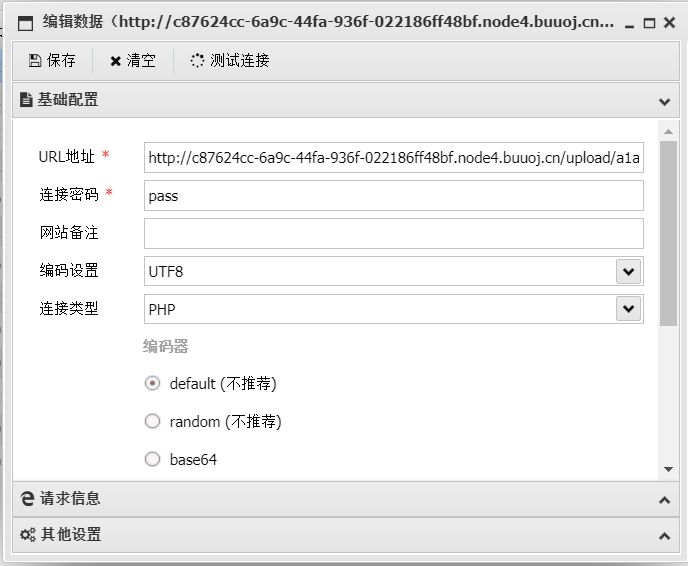 编辑数据（http://c87624cc-6a9c-44fa-936f-022186ff48bf.node4.buuoj.cn...
保存 清空 测试连接
基础配置
URL地址 * http://c87624cc-6a9c-44fa-936f-022186ff48bf.node4.buuoj.cn/upload/a1a
连接密码 * pass
网站备注
编码设置 UTF8
连接类型 PHP
编码器
default (不推荐)
random (不推荐)
base64
请求信息
其他设置